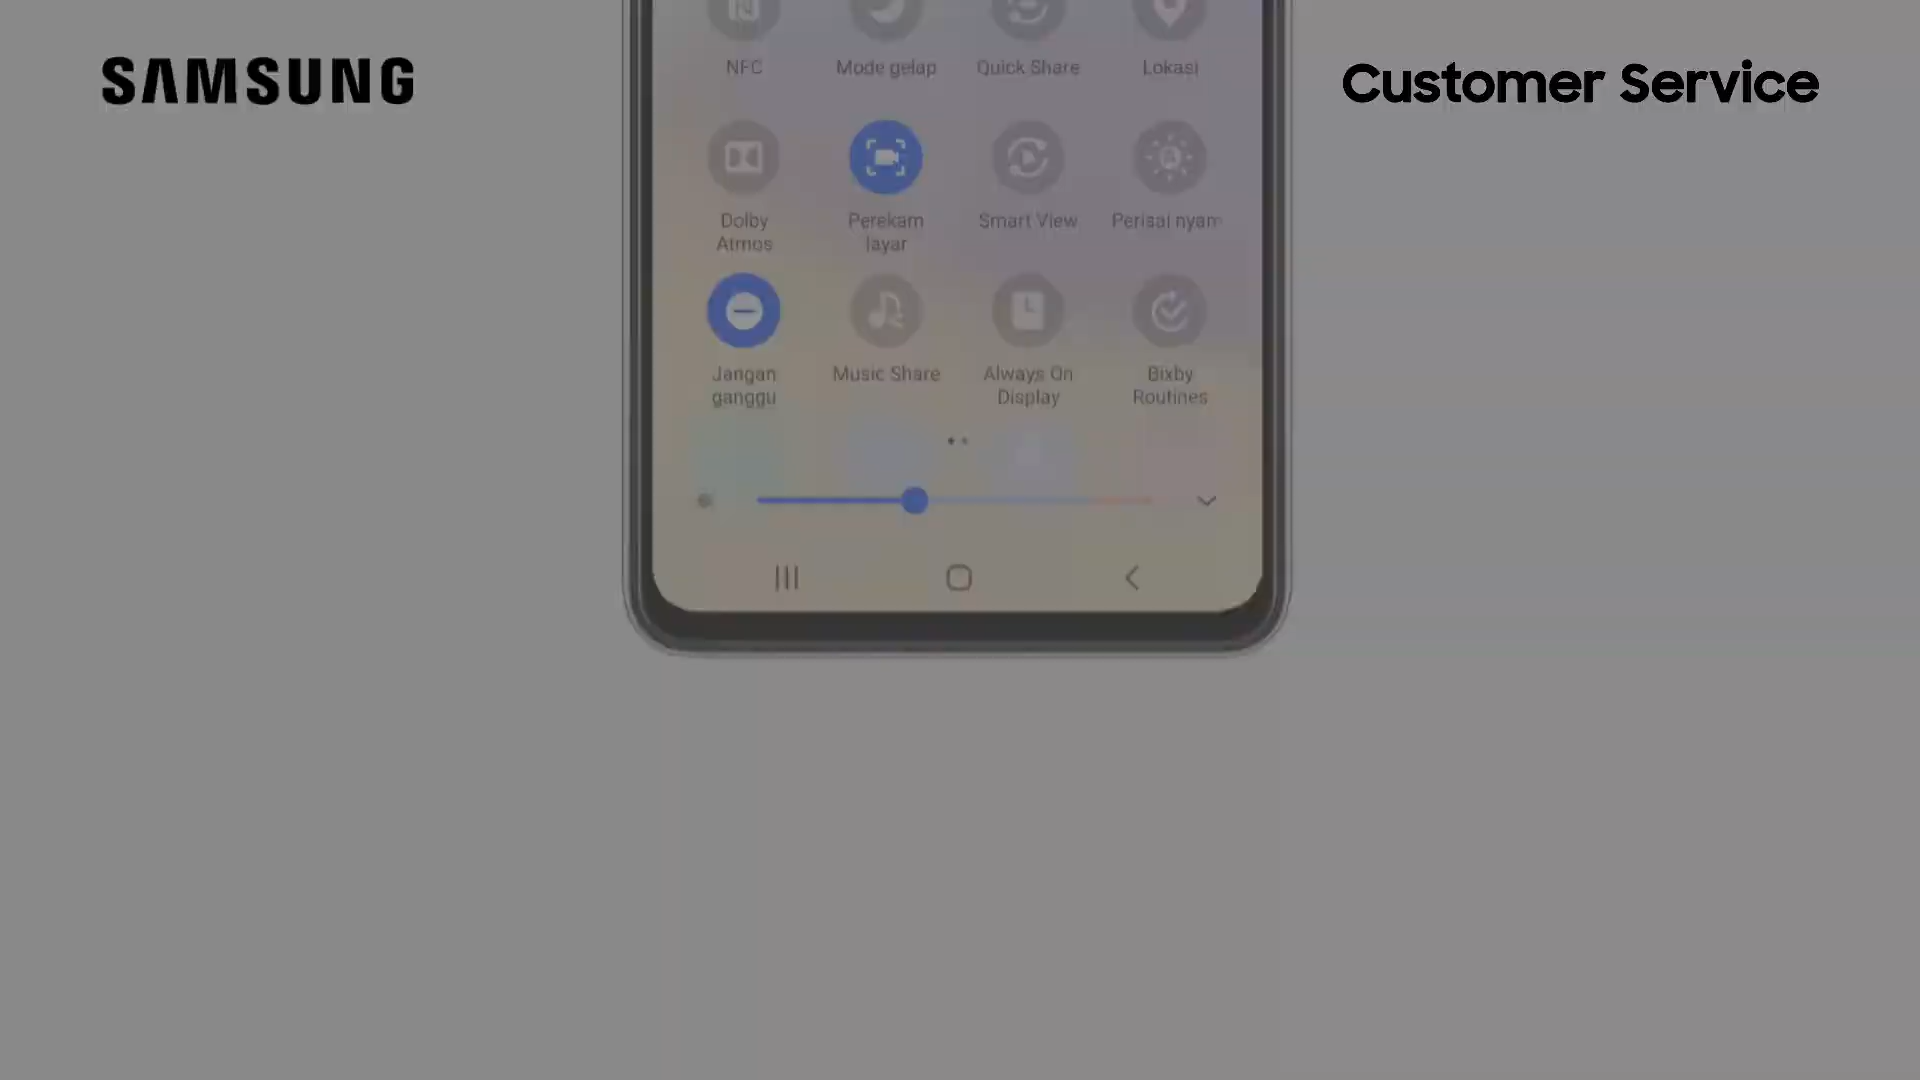 SAMSUNG
Customer Service
NFC
Mode gelap
Quick Share
Lokasi
Dolby
Atmos
Perekam
layar
Smart View
Perisai nyam
Jangan
ganggu
Music Share
Always On
Display
Bixby
Routines